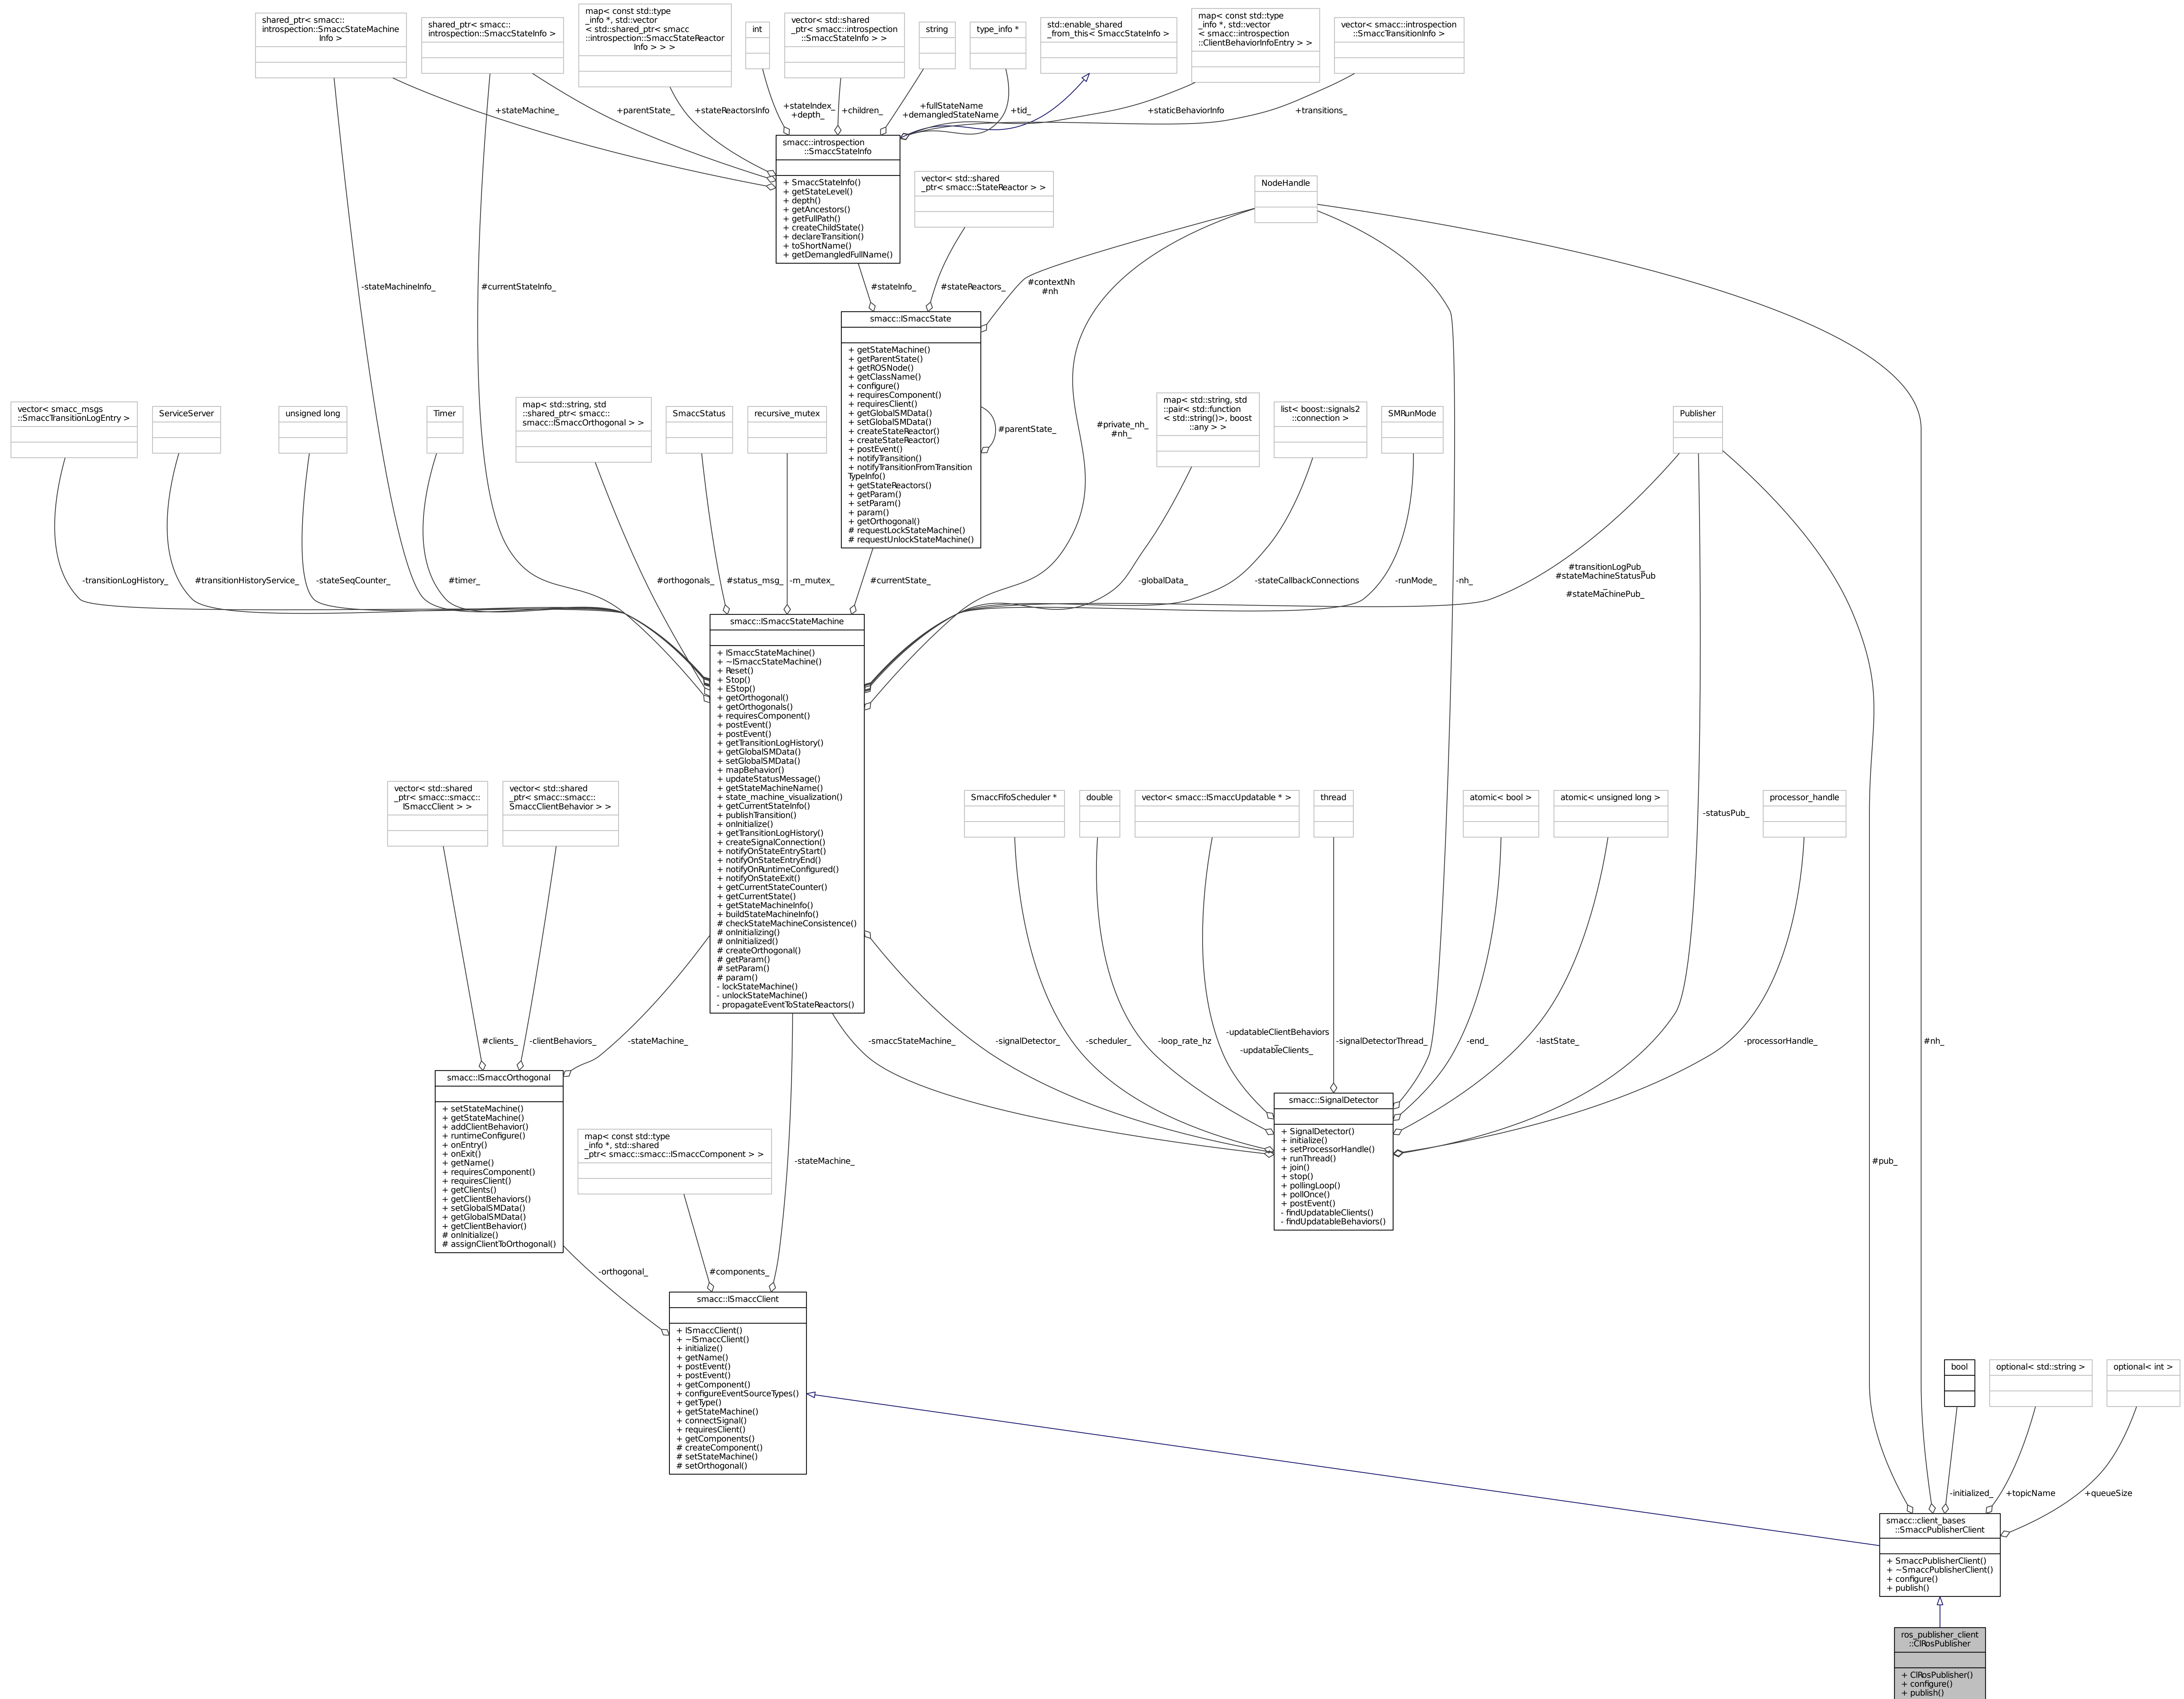 shared_ptr< smacc::
introspection::SmaccStateMachine
Info >
shared_ptr< smacc::
introspection::SmaccStateInfo >
map< const std::type
_info *, std::vector
< std::shared_ptr< smacc
::introspection::SmaccStateReactor
Info > > >
int
vector< std::shared
_ptr< smacc::introspection
::SmaccStateInfo > >
string
type_info *
std::enable_shared
_from_this< SmaccStateInfo >
map< const std::type
_info *, std::vector
< smacc::introspection
::ClientBehaviorInfoEntry > >
vector< smacc::introspection
::SmaccTransitionInfo >
+stateMachine_
+parentState_
+stateReactorsInfo
+stateIndex_
+depth_
+children_
+fullStateName
+demangledStateName
+tid_
+staticBehaviorInfo
+transitions_
smacc::introspection
::SmaccStateInfo
+ SmaccStateInfo()
+ getStateLevel()
+ depth()
+ getAncestors()
+ getFullPath()
+ createChildState()
+ declareTransition()
+ toShortName()
+ getDemangledFullName()
vector< std::shared
_ptr< smacc::StateReactor > >
NodeHandle
-stateMachineInfo_
#currentStateInfo_
#stateInfo_
#stateReactors_
#contextNh
#nh
smacc::ISmaccState
+ getStateMachine()
+ getParentState()
+ getROSNode()
+ getClassName()
+ configure()
+ requiresComponent()
+ requiresClient()
+ getGlobalSMData()
+ setGlobalSMData()
+ createStateReactor()
+ createStateReactor()
+ postEvent()
+ notifyTransition()
+ notifyTransitionFromTransition
TypeInfo()
+ getStateReactors()
+ getParam()
+ setParam()
+ param()
+ getOrthogonal()
# requestLockStateMachine()
# requestUnlockStateMachine()
#parentState_
#private_nh_
#nh_
vector< smacc_msgs
::SmaccTransitionLogEntry >
ServiceServer
unsigned long
Timer
map< std::string, std
::shared_ptr< smacc::
smacc::ISmaccOrthogonal > >
SmaccStatus
recursive_mutex
map< std::string, std
::pair< std::function
< std::string()>, boost
::any > >
list< boost::signals2
::connection >
SMRunMode
Publisher
-transitionLogHistory_
#transitionHistoryService_
-stateSeqCounter_
#timer_
#orthogonals_
#status_msg_
-m_mutex_
#currentState_
-globalData_
-stateCallbackConnections
-runMode_
-nh_
#transitionLogPub_
#stateMachineStatusPub
_
#stateMachinePub_
smacc::ISmaccStateMachine
+ ISmaccStateMachine()
+ ~ISmaccStateMachine()
+ Reset()
+ Stop()
+ EStop()
+ getOrthogonal()
+ getOrthogonals()
+ requiresComponent()
+ postEvent()
+ postEvent()
+ getTransitionLogHistory()
+ getGlobalSMData()
+ setGlobalSMData()
+ mapBehavior()
+ updateStatusMessage()
+ getStateMachineName()
+ state_machine_visualization()
+ getCurrentStateInfo()
+ publishTransition()
+ onInitialize()
+ getTransitionLogHistory()
+ createSignalConnection()
+ notifyOnStateEntryStart()
+ notifyOnStateEntryEnd()
+ notifyOnRuntimeConfigured()
+ notifyOnStateExit()
+ getCurrentStateCounter()
+ getCurrentState()
+ getStateMachineInfo()
+ buildStateMachineInfo()
# checkStateMachineConsistence()
# onInitializing()
# onInitialized()
# createOrthogonal()
# getParam()
# setParam()
# param()
- lockStateMachine()
- unlockStateMachine()
- propagateEventToStateReactors()
vector< std::shared
_ptr< smacc::smacc::
ISmaccClient > >
vector< std::shared
_ptr< smacc::smacc::
SmaccClientBehavior > >
SmaccFifoScheduler *
double
vector< smacc::ISmaccUpdatable * >
thread
atomic< bool >
atomic< unsigned long >
processor_handle
-statusPub_
#clients_
-clientBehaviors_
-stateMachine_
-smaccStateMachine_
-signalDetector_
-scheduler_
-loop_rate_hz
-updatableClientBehaviors
_
-updatableClients_
-signalDetectorThread_
-end_
-lastState_
-processorHandle_
#nh_
smacc::ISmaccOrthogonal
+ setStateMachine()
+ getStateMachine()
+ addClientBehavior()
+ runtimeConfigure()
+ onEntry()
+ onExit()
+ getName()
+ requiresComponent()
+ requiresClient()
+ getClients()
+ getClientBehaviors()
+ setGlobalSMData()
+ getGlobalSMData()
+ getClientBehavior()
# onInitialize()
# assignClientToOrthogonal()
map< const std::type
_info *, std::shared
_ptr< smacc::smacc::ISmaccComponent > >
-stateMachine_
smacc::SignalDetector
+ SignalDetector()
+ initialize()
+ setProcessorHandle()
+ runThread()
+ join()
+ stop()
+ pollingLoop()
+ pollOnce()
+ postEvent()
- findUpdatableClients()
- findUpdatableBehaviors()
#pub_
-orthogonal_
#components_
smacc::ISmaccClient
+ ISmaccClient()
+ ~ISmaccClient()
+ initialize()
+ getName()
+ postEvent()
+ postEvent()
+ getComponent()
+ configureEventSourceTypes()
+ getType()
+ getStateMachine()
+ connectSignal()
+ requiresClient()
+ getComponents()
# createComponent()
# setStateMachine()
# setOrthogonal()
bool
optional< std::string >
optional< int >
-initialized_
+topicName
+queueSize
smacc::client_bases
::SmaccPublisherClient
+ SmaccPublisherClient()
+ ~SmaccPublisherClient()
+ configure()
+ publish()
ros_publisher_client
::ClRosPublisher
+ ClRosPublisher()
+ configure()
+ publish()